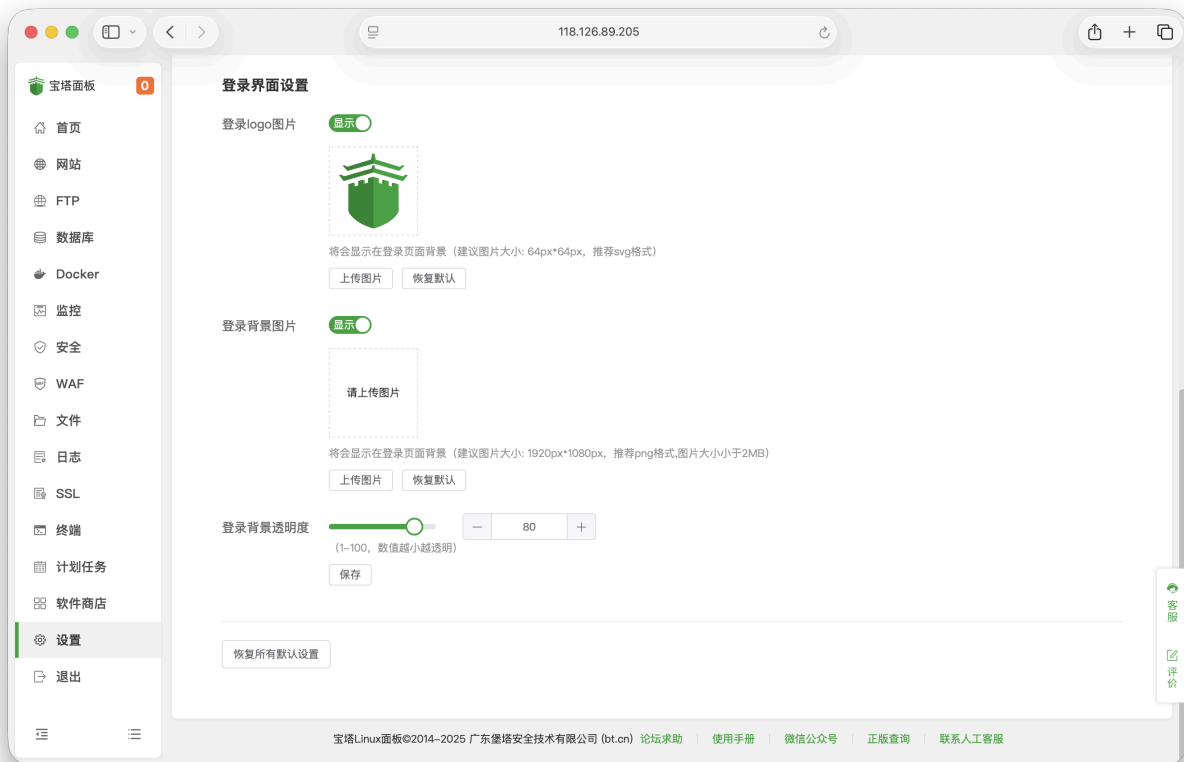 118.126.89.205
宝塔面板
0
首页
网站
FTP
数据库
Docker
监控
安全
WAF
文件
日志
SSL
终端
计划任务
软件商店
设置
退出
登录界面设置
登录logo图片
显示
将会显示在登录页面背景（建议图片大小: 64px*64px，推荐svg格式）
上传图片
恢复默认
登录背景图片
显示
请上传图片
将会显示在登录页面背景（建议图片大小: 1920px*1080px，推荐png格式,图片大小小于2MB）
上传图片
恢复默认
登录背景透明度
80
（1-100，数值越小越透明）
保存
恢复所有默认设置
客服
评价
宝塔Linux面板©2014-2025 广东堡塔安全技术有限公司 (bt.cn) 论坛求助 使用手册 微信公众号 正版查询 联系人工客服